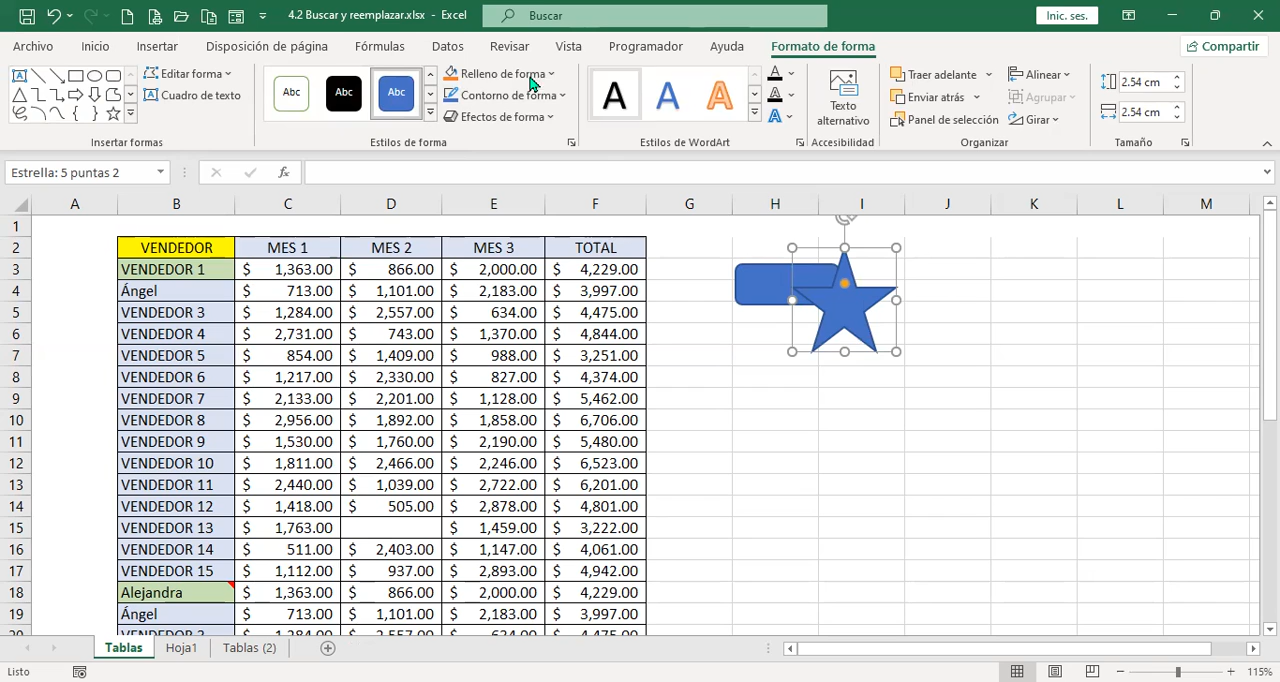 4.2 Buscar y reemplazar.xlsx - Excel
Buscar
Inic. ses.
Archivo Inicio Insertar Disposición de página Fórmulas Datos Revisar Vista Programador Ayuda Formato de forma Compartir
Editar forma
Cuadro de texto
Insertar formas
Abc Abc Abc
Relleno de forma
Contorno de forma
Efectos de forma
Estilos de forma
A A A
A
A
A
Estilos de WordArt
Texto
alternativo
Accesibilidad
Traer adelante
Enviar atrás
Panel de selección
Alinear
Agrupar
Girar
Organizar
2.54 cm
2.54 cm
Tamaño
Estrella: 5 puntas 2
fx
A B C D E F G H I J K L M
1
2 VENDEDOR MES 1 MES 2 MES 3 TOTAL
3 VENDEDOR 1 $ 1,363.00 $ 866.00 $ 2,000.00 $ 4,229.00
4 Ángel $ 713.00 $ 1,101.00 $ 2,183.00 $ 3,997.00
5 VENDEDOR 3 $ 1,284.00 $ 2,557.00 $ 634.00 $ 4,475.00
6 VENDEDOR 4 $ 2,731.00 $ 743.00 $ 1,370.00 $ 4,844.00
7 VENDEDOR 5 $ 854.00 $ 1,409.00 $ 988.00 $ 3,251.00
8 VENDEDOR 6 $ 1,217.00 $ 2,330.00 $ 827.00 $ 4,374.00
9 VENDEDOR 7 $ 2,133.00 $ 2,201.00 $ 1,128.00 $ 5,462.00
10 VENDEDOR 8 $ 2,956.00 $ 1,892.00 $ 1,858.00 $ 6,706.00
11 VENDEDOR 9 $ 1,530.00 $ 1,760.00 $ 2,190.00 $ 5,480.00
12 VENDEDOR 10 $ 1,811.00 $ 2,466.00 $ 2,246.00 $ 6,523.00
13 VENDEDOR 11 $ 2,440.00 $ 1,039.00 $ 2,722.00 $ 6,201.00
14 VENDEDOR 12 $ 1,418.00 $ 505.00 $ 2,878.00 $ 4,801.00
15 VENDEDOR 13 $ 1,763.00 $ 1,459.00 $ 3,222.00
16 VENDEDOR 14 $ 511.00 $ 2,403.00 $ 1,147.00 $ 4,061.00
17 VENDEDOR 15 $ 1,112.00 $ 937.00 $ 2,893.00 $ 4,942.00
18 Alejandra $ 1,363.00 $ 866.00 $ 2,000.00 $ 4,229.00
19 Ángel $ 713.00 $ 1,101.00 $ 2,183.00 $ 3,997.00
20 VENDEDOR 3 $ 1,284.00 $ 2,557.00 $ 634.00 $ 4,475.00
Tablas Hoja1 Tablas (2)
Listo
115%